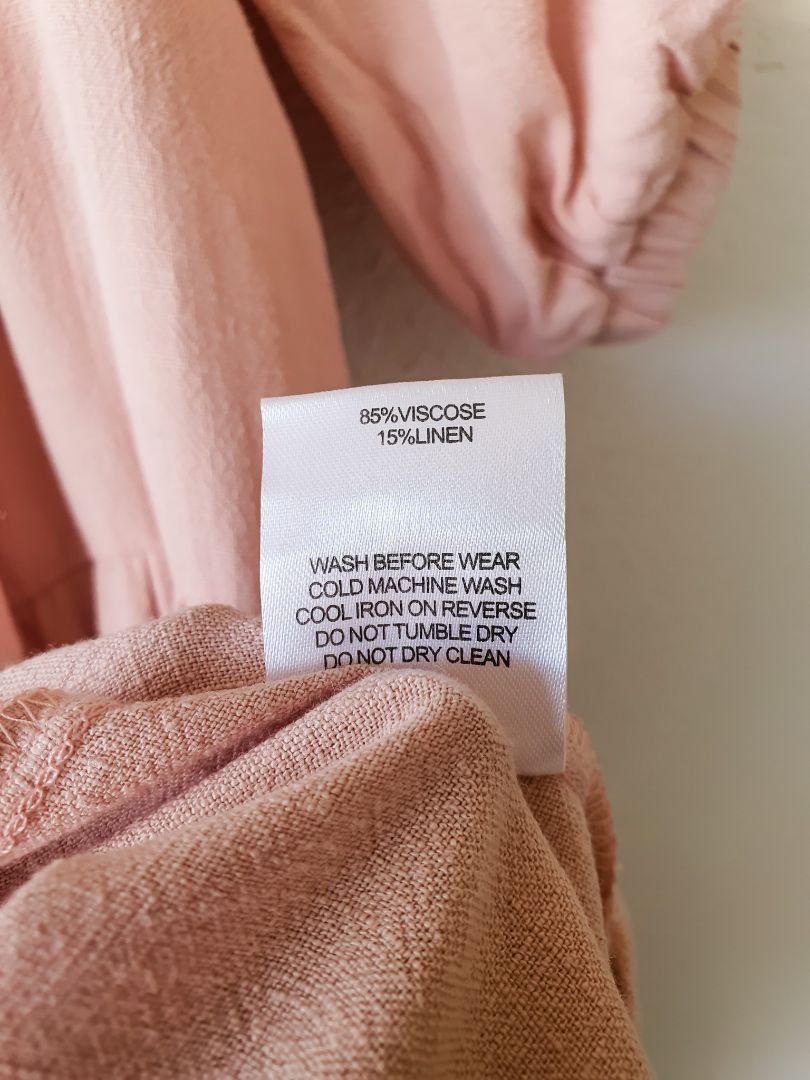 85%VISCOSE
15%LINEN
WASH BEFORE WEAR
COLD MACHINE WASH
COOL IRON ON REVERSE
DO NOT TUMBLE DRY
DO NOT DRY CLEAN